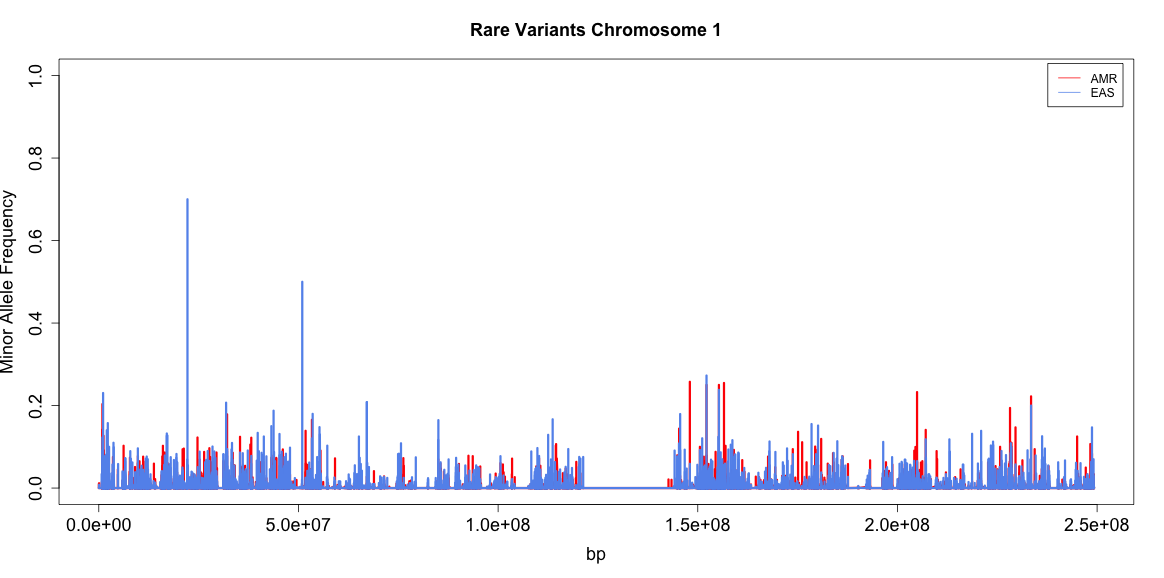 Rare Variants Chromosome 1
AMR
EAS
Minor Allele Frequency
1.0
0.8
0.6
0.4
0.2
0.0
0.0e+00 5.0e+07 1.0e+08 1.5e+08 2.0e+08 2.5e+08
bp